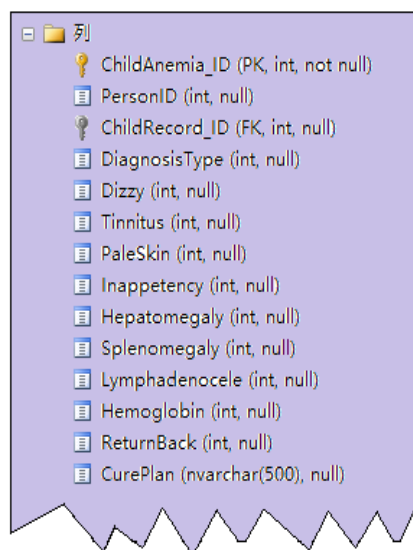 列
ChildAnemia_ID (PK, int, not null)
PersonID (int, null)
ChildRecord_ID (FK, int, null)
DiagnosisType (int, null)
Dizzy (int, null)
Tinnitus (int, null)
PaleSkin (int, null)
Inappetency (int, null)
Hepatomegaly (int, null)
Splenomegaly (int, null)
Lymphadenocele (int, null)
Hemoglobin (int, null)
ReturnBack (int, null)
CurePlan (nvarchar(500), null)